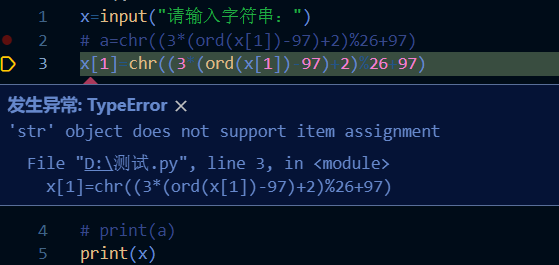 1 x=input("请输入字符串：")
2 # a=chr((3*(ord(x[1])-97)+2)%26+97)
3 x[1]=chr((3*(ord(x[1])-97)+2)%26+97)
发生异常: TypeError ×
'str' object does not support item assignment
File "D:\测试.py", line 3, in <module>
x[1]=chr((3*(ord(x[1])-97)+2)%26+97)
4 # print(a)
5 print(x)